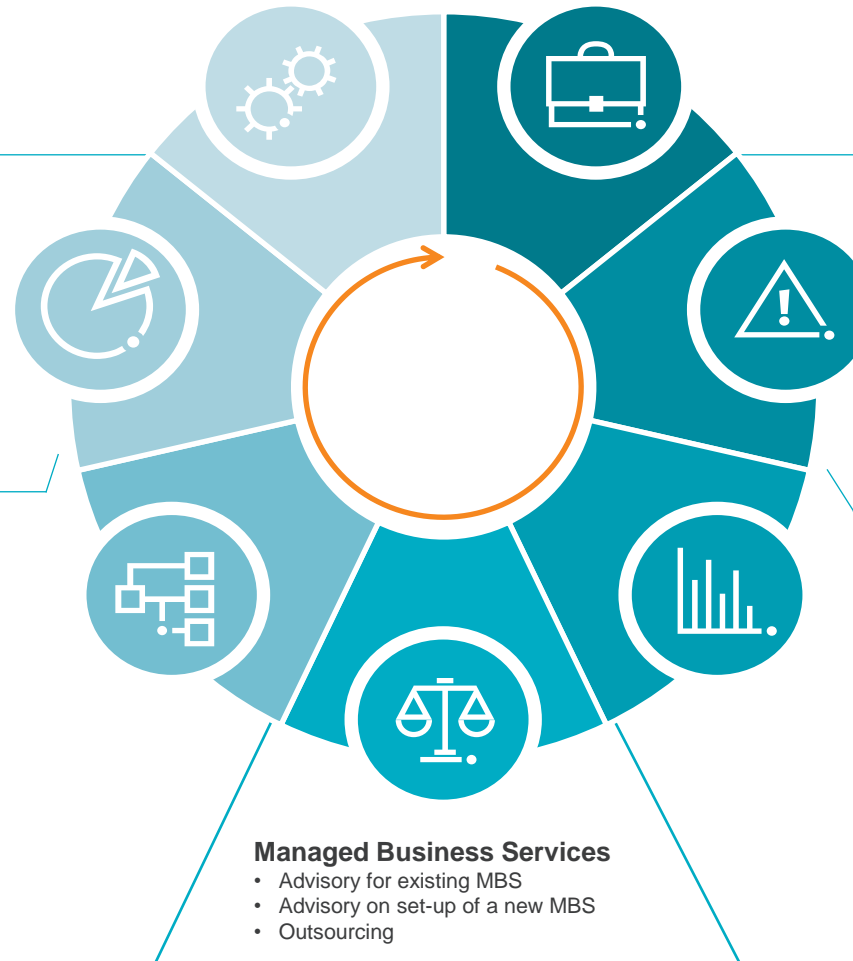 Managed Business Services
• Advisory for existing MBS
• Advisory on set-up of a new MBS
• Outsourcing